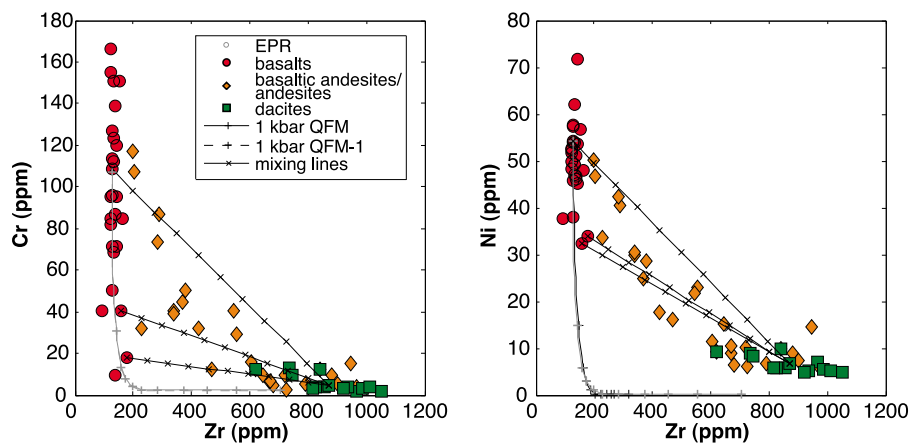 180
160
140
120
100
80
60
40
20
0
Cr (ppm)
0 200 400 600 800 1000 1200
Zr (ppm)
EPR
basalts
basaltic andesites/
andesites
dacites
1 kbar QFM
1 kbar QFM-1
mixing lines
80
70
60
50
40
30
20
10
0
Ni (ppm)
0 200 400 600 800 1000 1200
Zr (ppm)